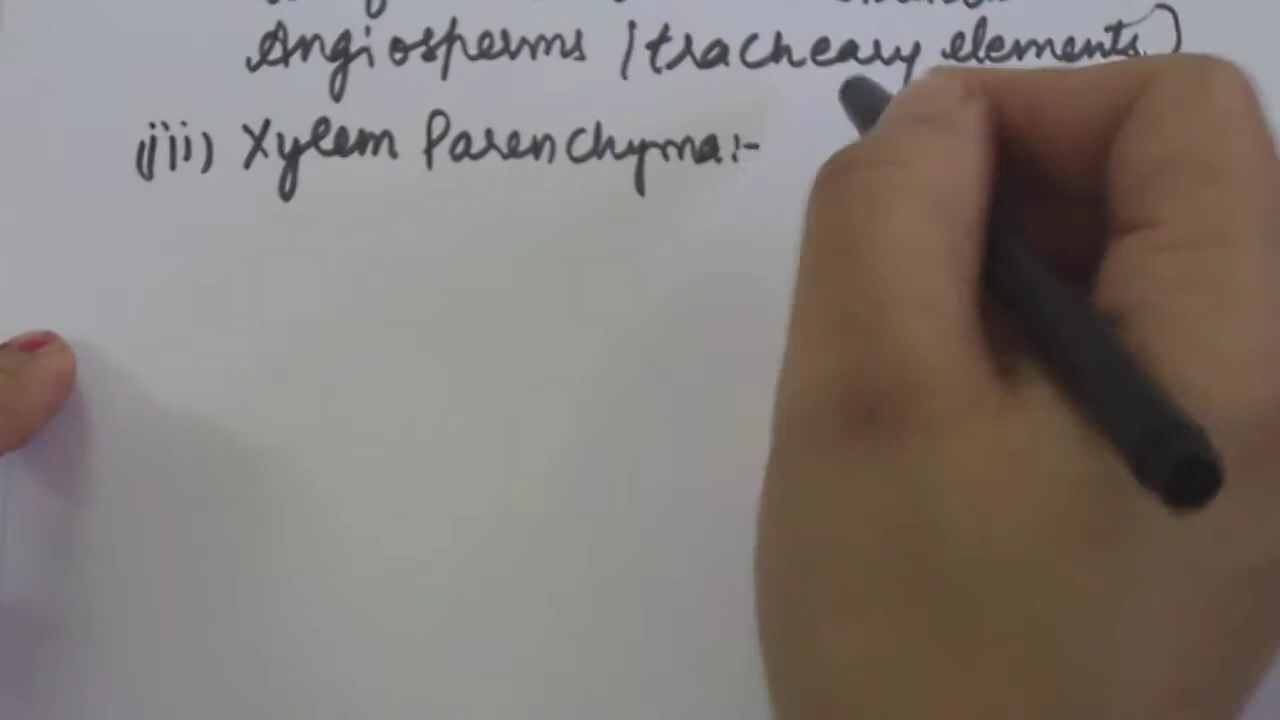 Angiosperms (tracheary elements)
(iii) Xylem Parenchyma:-